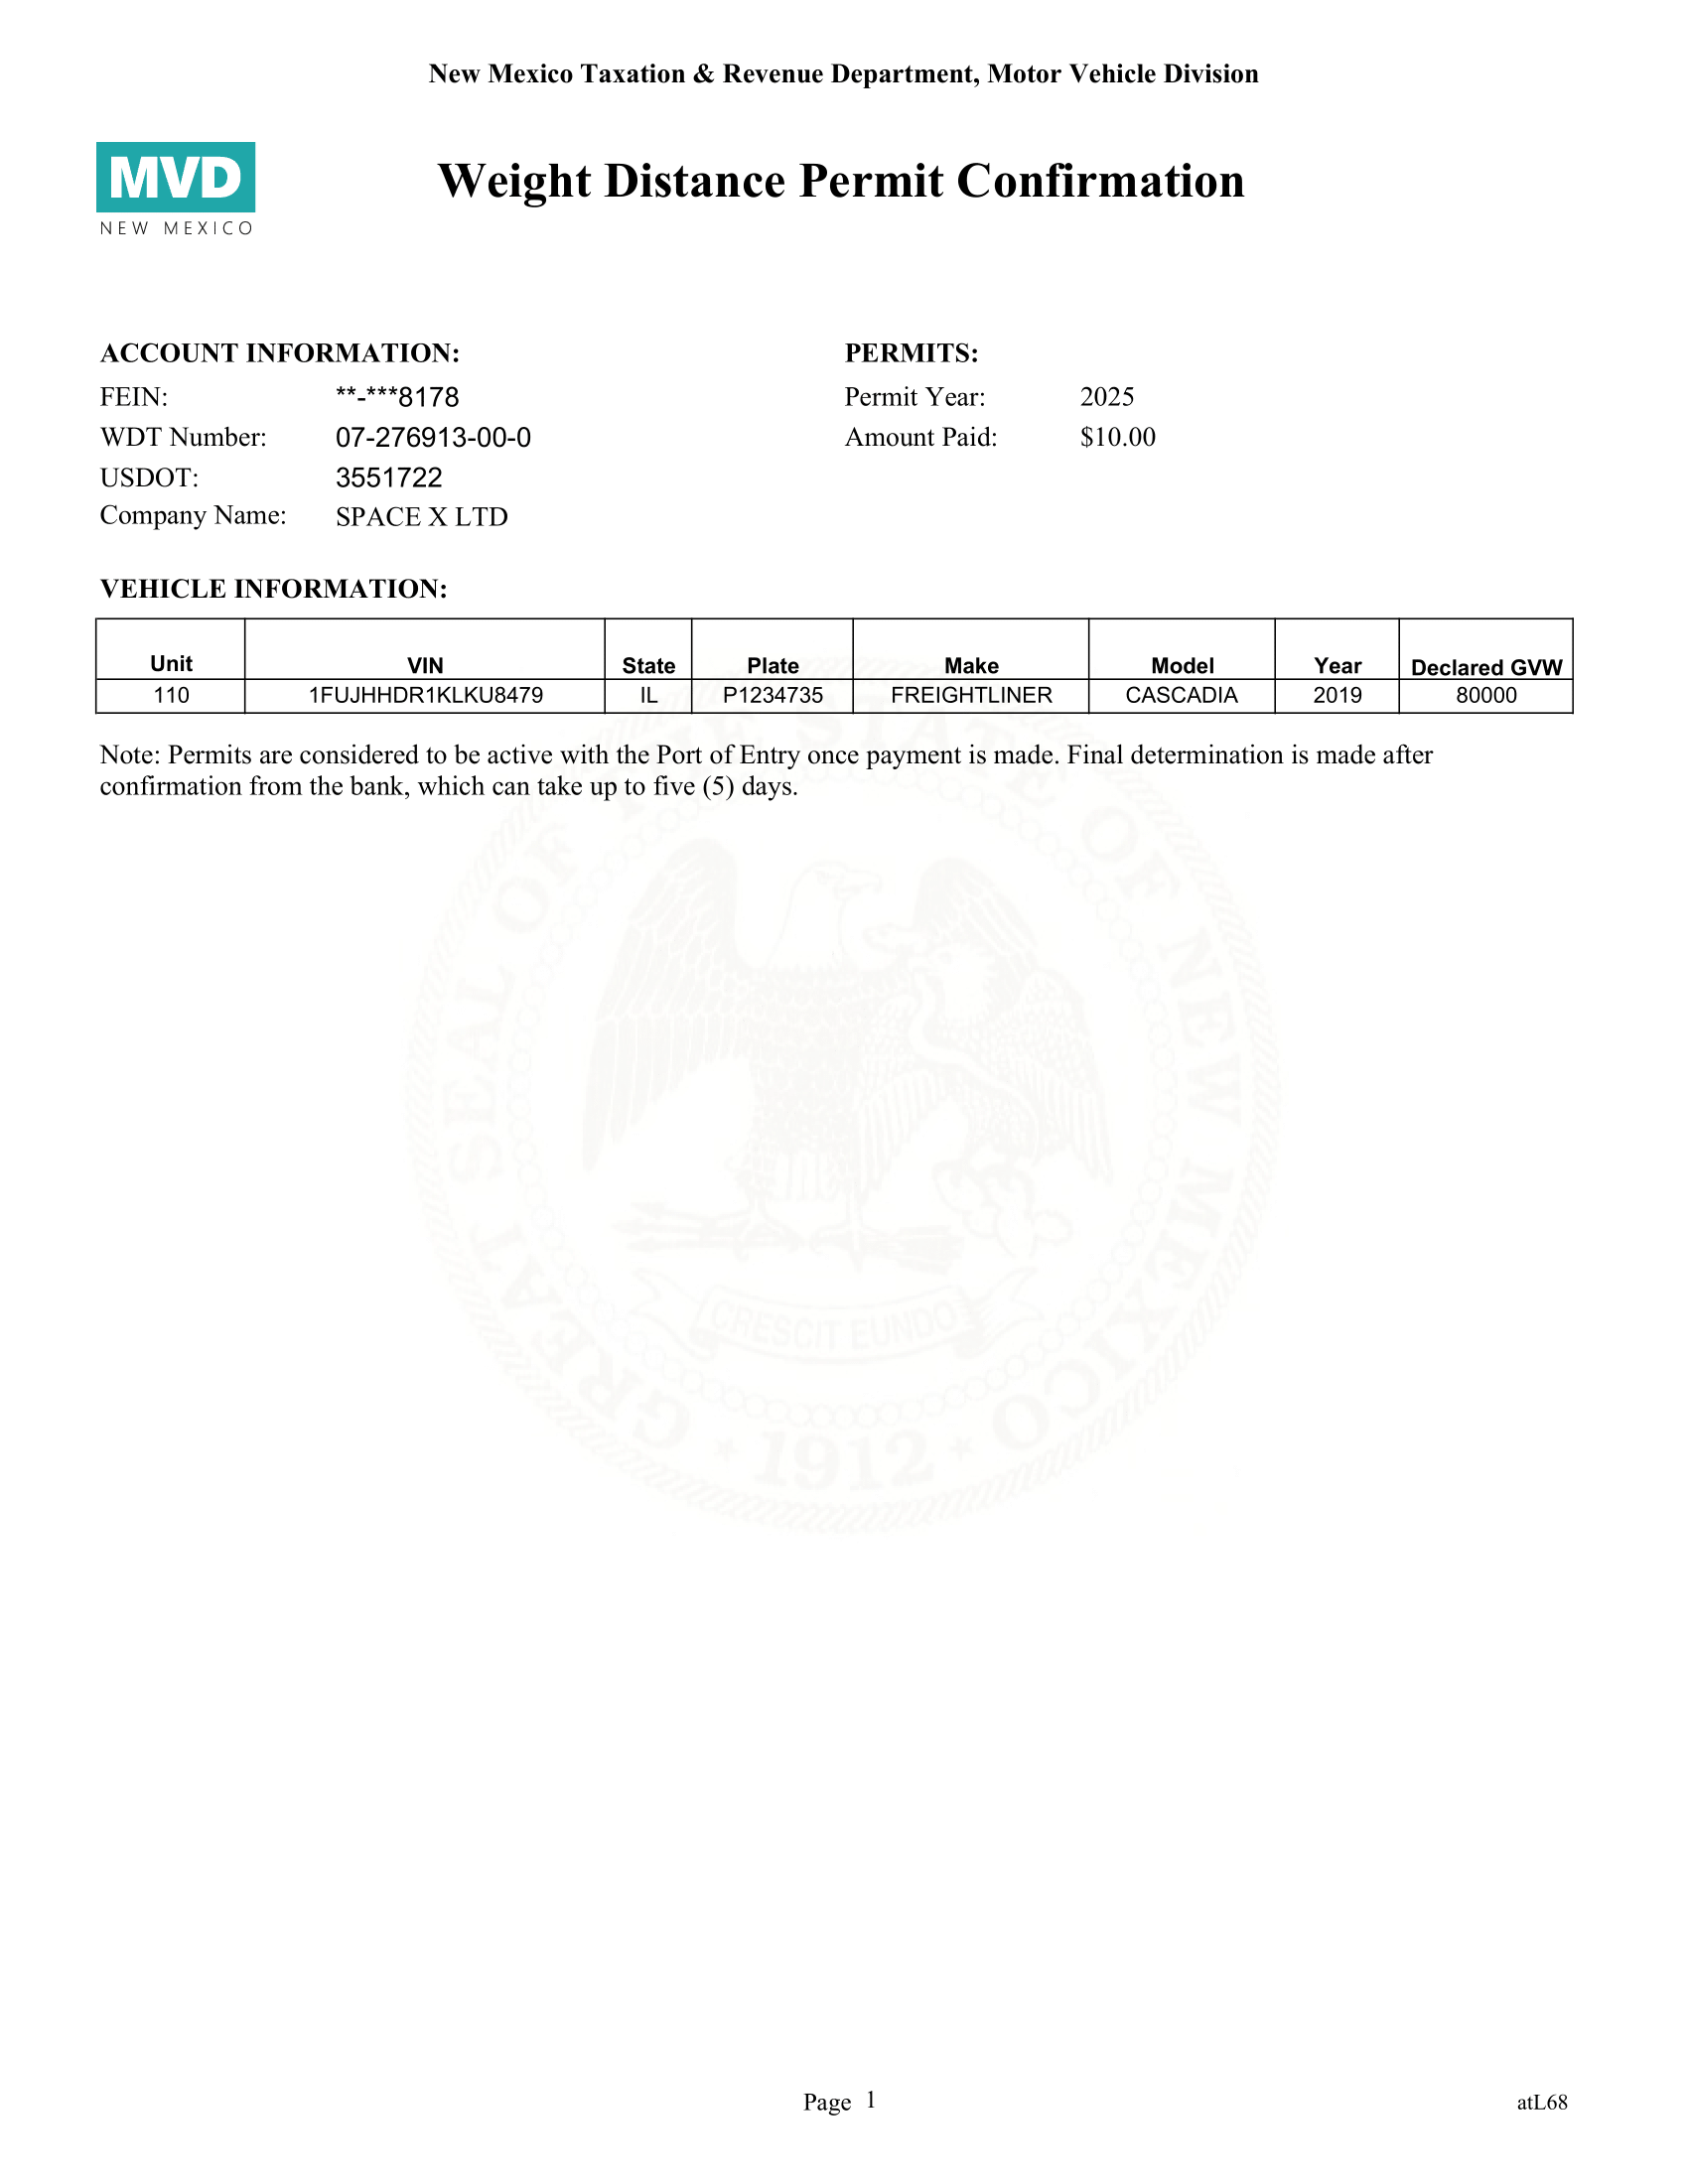 New Mexico Taxation & Revenue Department, Motor Vehicle Division
MVD
NEW MEXICO
Weight Distance Permit Confirmation
ACCOUNT INFORMATION:
FEIN: **-***8178
WDT Number: 07-276913-00-0
USDOT: 3551722
Company Name: SPACE X LTD
PERMITS:
Permit Year: 2025
Amount Paid: $10.00
VEHICLE INFORMATION:
Unit VIN State Plate Make Model Year Declared GVW
110 1FUJHHDR1KLKU8479 IL P1234735 FREIGHTLINER CASCADIA 2019 80000
Note: Permits are considered to be active with the Port of Entry once payment is made. Final determination is made after
confirmation from the bank, which can take up to five (5) days.
GREAT SEAL OF THE STATE OF NEW MEXICO
CRESCIT EUNDO
1912
Page 1
atL68